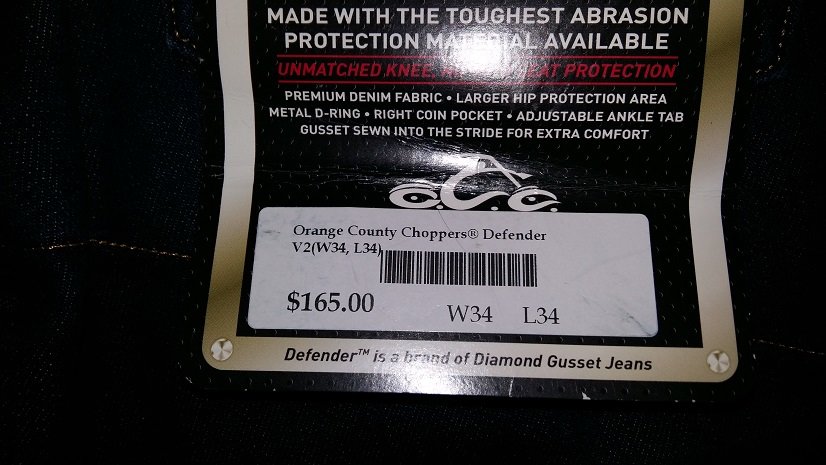 MADE WITH THE TOUGHEST ABRASION
PROTECTION MATERIAL AVAILABLE
UNMATCHED KNEE, PROTECTION
PREMIUM DENIM FABRIC • LARGER HIP PROTECTION AREA
METAL D-RING • RIGHT COIN POCKET • ADJUSTABLE ANKLE TAB
GUSSET SEWN INTO THE STRIDE FOR EXTRA COMFORT
O.C.C.
Orange County Choppers® Defender
V2(W34, L34)
$165.00
W34 L34
Defender™ is a brand of Diamond Gusset Jeans